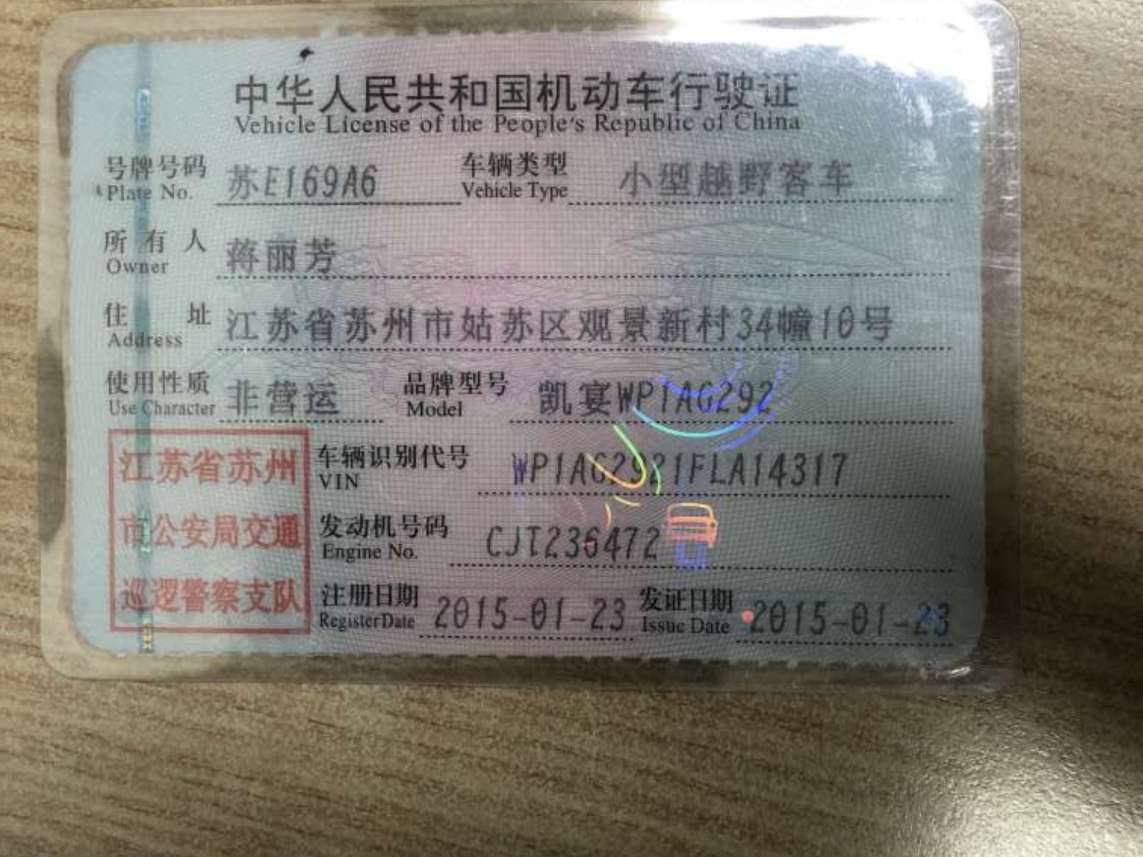 中华人民共和国机动车行驶证
Vehicle License of the People's Republic of China
号牌号码 苏E169A6 车辆类型 小型越野客车
Plate No. Vehicle Type
所有人 蒋丽芳
Owner
住址 江苏省苏州市姑苏区观景新村34幢10号
Address
使用性质 非营运 品牌型号 凯宴WP1AG292
Use Character Model
江苏省苏州
市公安局交通
巡逻警察支队
车辆识别代号 WP1AG2921FLA14317
VIN
发动机号码 CJT236472
Engine No.
注册日期 2015-01-23 发证日期 2015-01-23
Register Date Issue Date